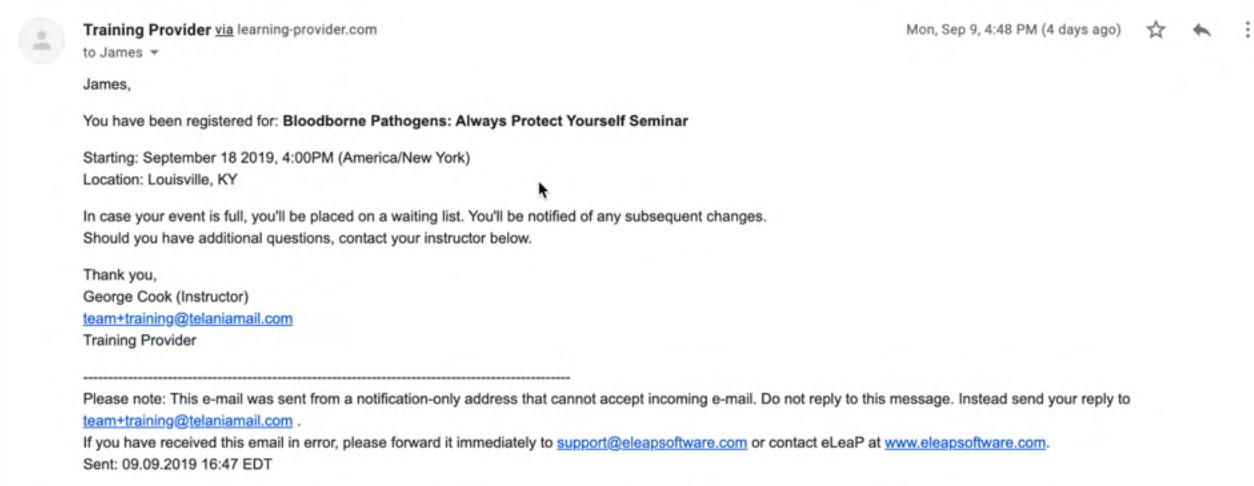 Training Provider via learning-provider.com
Mon, Sep 9, 4:48 PM (4 days ago)
to James
James,
You have been registered for: Bloodborne Pathogens: Always Protect Yourself Seminar
Starting: September 18 2019, 4:00PM (America/New York)
Location: Louisville, KY
In case your event is full, you'll be placed on a waiting list. You'll be notified of any subsequent changes.
Should you have additional questions, contact your instructor below.
Thank you,
George Cook (Instructor)
team+training@telaniamail.com
Training Provider
----------------------------------------------------------------------------------------------------
Please note: This e-mail was sent from a notification-only address that cannot accept incoming e-mail. Do not reply to this message. Instead send your reply to
team+training@telaniamail.com .
If you have received this email in error, please forward it immediately to support@eleapsoftware.com or contact eLeaP at www.eleapsoftware.com.
Sent: 09.09.2019 16:47 EDT